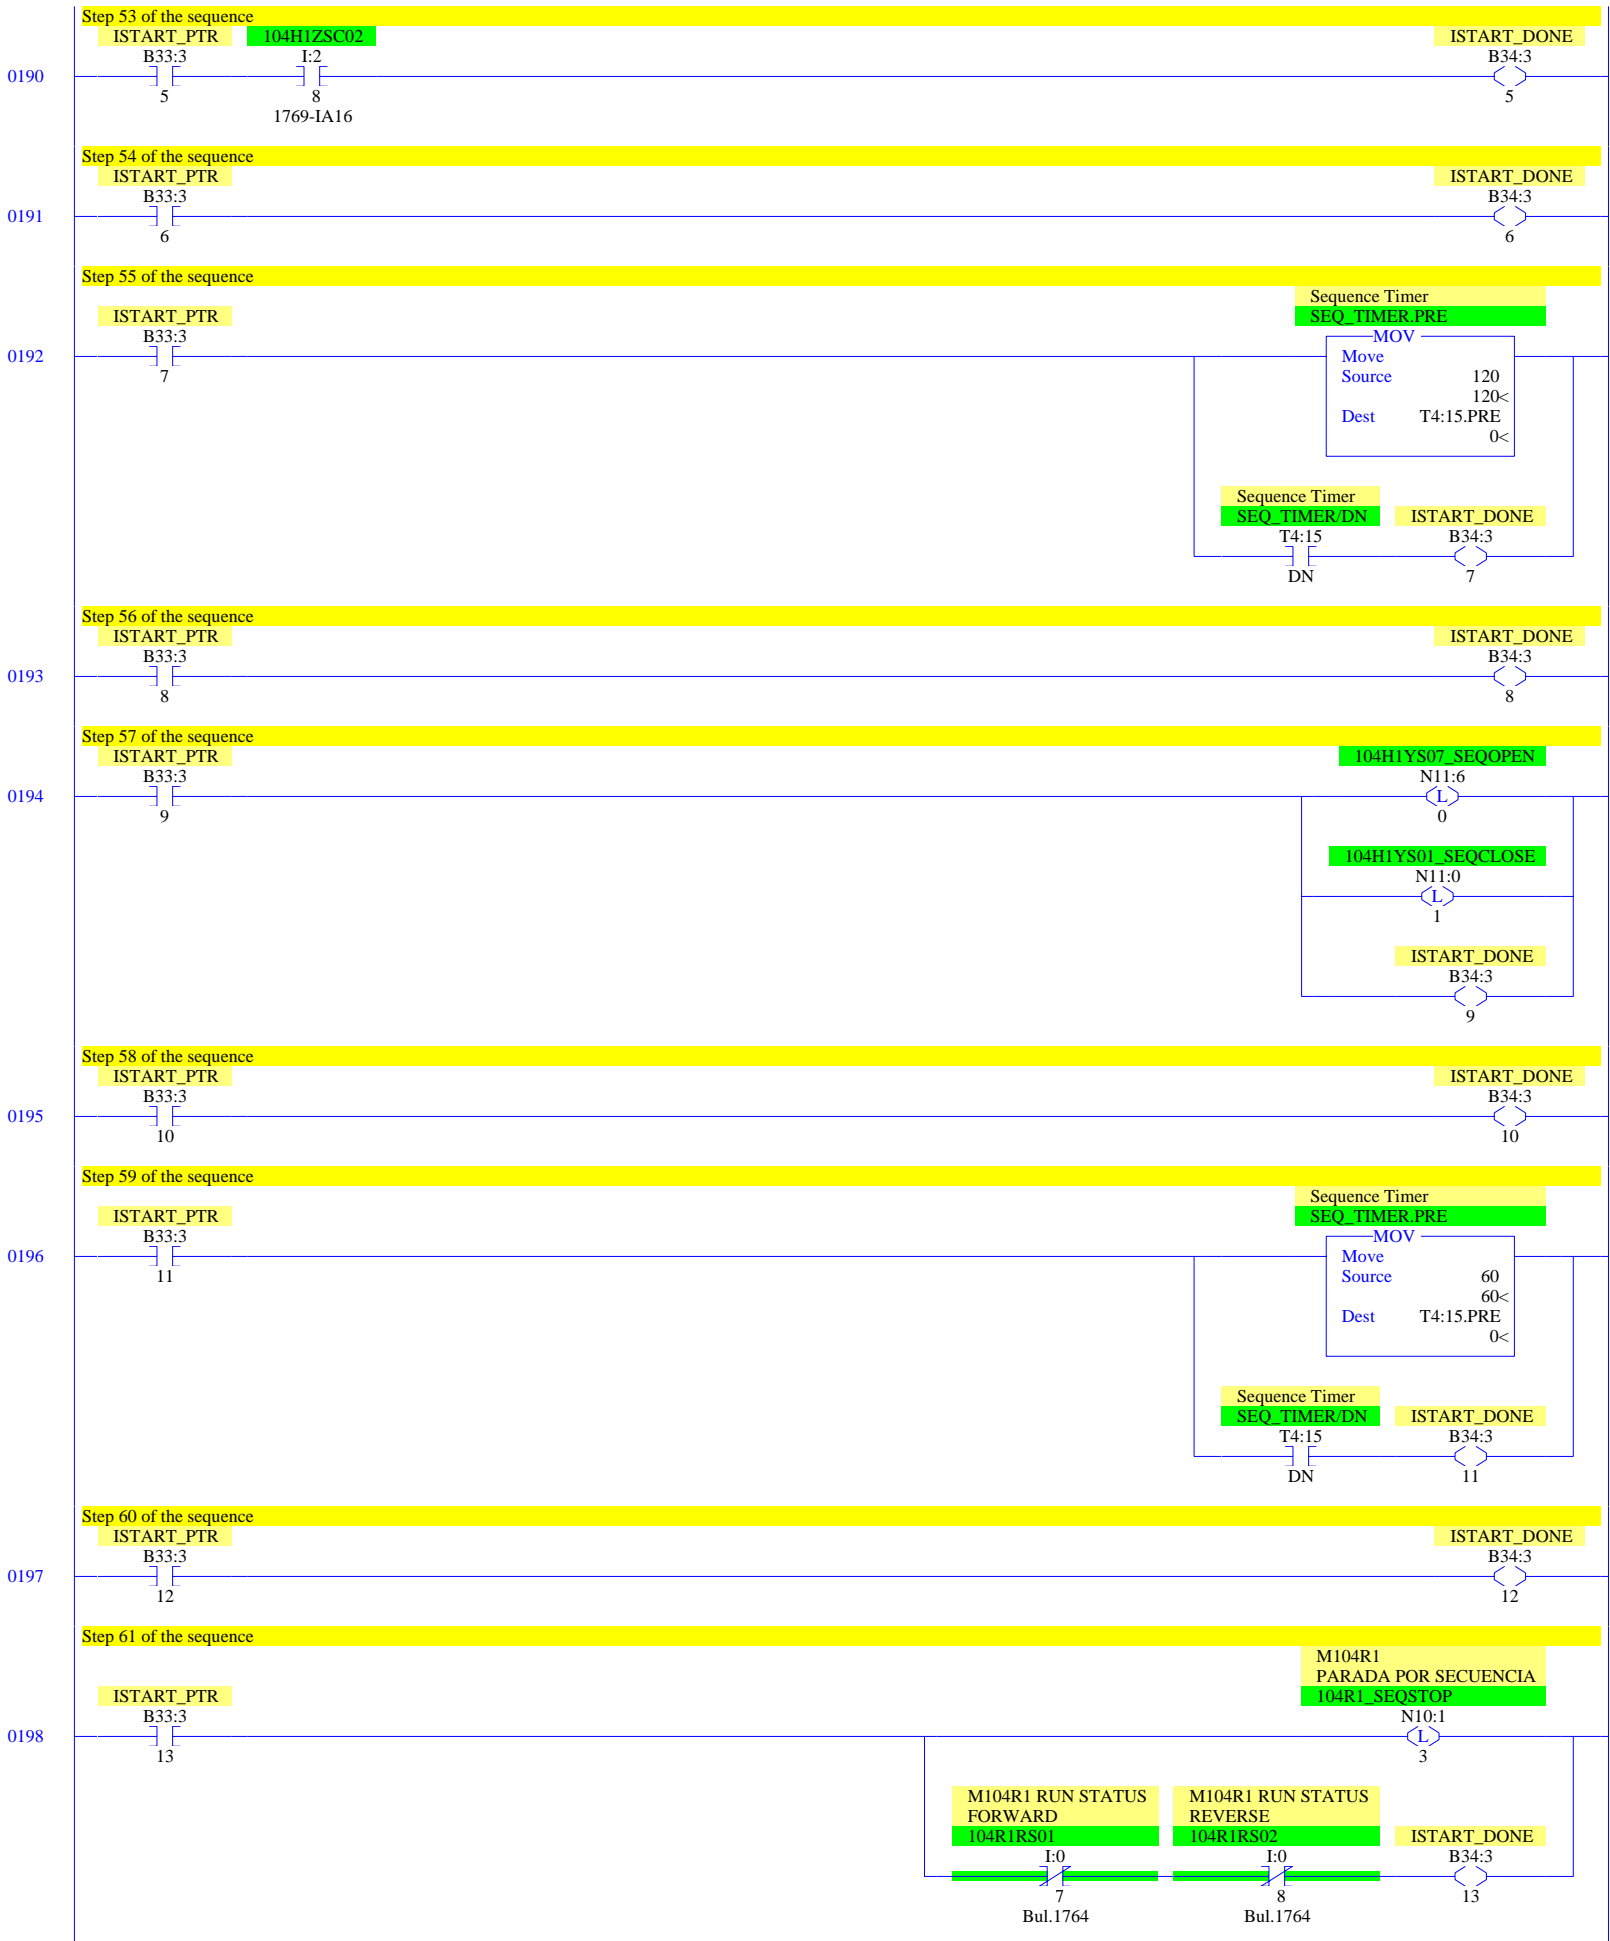 Step 53 of the sequence
ISTART_PTR 104H1ZSC02 ISTART_DONE
B33:3 I:2 B34:3
0190
5 8 5
1769-IA16
Step 54 of the sequence
ISTART_PTR ISTART_DONE
B33:3 B34:3
0191
6 6
Step 55 of the sequence
Sequence Timer
ISTART_PTR SEQ_TIMER.PRE
B33:3 MOV
0192 Move
7 Source 120
120<
Dest T4:15.PRE
0<
Sequence Timer
SEQ_TIMER/DN ISTART_DONE
T4:15 B34:3
DN 7
Step 56 of the sequence
ISTART_PTR ISTART_DONE
B33:3 B34:3
0193
8 8
Step 57 of the sequence
ISTART_PTR 104H1YS07_SEQOPEN
B33:3 N11:6
0194 L
9 0
104H1YS01_SEQCLOSE
N11:0
L
1
ISTART_DONE
B34:3
9
Step 58 of the sequence
ISTART_PTR ISTART_DONE
B33:3 B34:3
0195
10 10
Step 59 of the sequence
Sequence Timer
ISTART_PTR SEQ_TIMER.PRE
B33:3 MOV
0196 Move
11 Source 60
60<
Dest T4:15.PRE
0<
Sequence Timer
SEQ_TIMER/DN ISTART_DONE
T4:15 B34:3
DN 11
Step 60 of the sequence
ISTART_PTR ISTART_DONE
B33:3 B34:3
0197
12 12
Step 61 of the sequence
M104R1
PARADA POR SECUENCIA
ISTART_PTR 104R1_SEQSTOP
B33:3 N10:1
0198 L
13 3
M104R1 RUN STATUS M104R1 RUN STATUS
FORWARD REVERSE
104R1RS01 104R1RS02 ISTART_DONE
I:0 I:0 B34:3
7 8 13
Bul.1764 Bul.1764